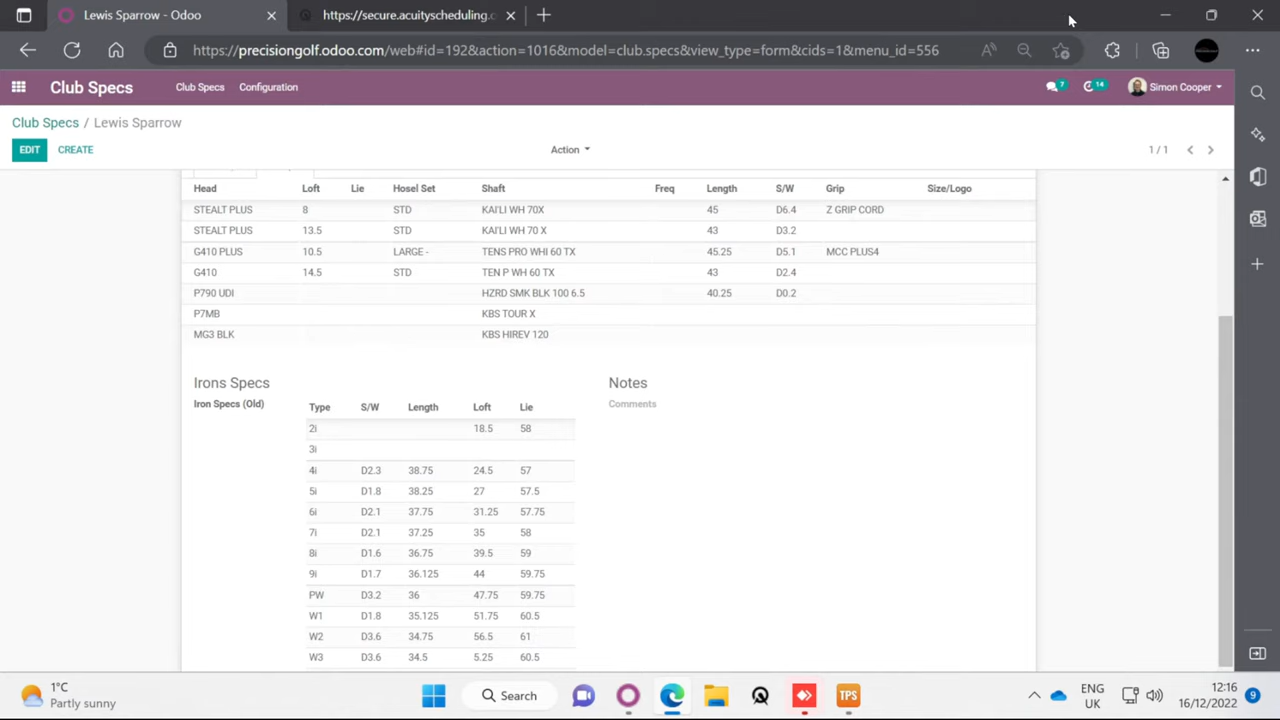 Lewis Sparrow - Odoo
https://secure.acuityscheduling.c
https://precisiongolf.odoo.com/web#id=192&action=1016&model=club.specs&view_type=form&cids=1&menu_id=556
Club Specs Club Specs Configuration 7 14 Simon Cooper
Club Specs / Lewis Sparrow
EDIT CREATE Action 1 / 1
Head Loft Lie Hosel Set Shaft Freq Length S/W Grip Size/Logo
STEALT PLUS 8 STD KAI'LI WH 70X 45 D6.4 Z GRIP CORD
STEALT PLUS 13.5 STD KAI'LI WH 70 X 43 D3.2
G410 PLUS 10.5 LARGE - TENS PRO WHI 60 TX 45.25 D5.1 MCC PLUS4
G410 14.5 STD TEN P WH 60 TX 43 D2.4
P790 UDI HZRD SMK BLK 100 6.5 40.25 D0.2
P7MB KBS TOUR X
MG3 BLK KBS HIREV 120
Irons Specs Notes
Iron Specs (Old) Comments
Type S/W Length Loft Lie
2i 18.5 58
3i
4i D2.3 38.75 24.5 57
5i D1.8 38.25 27 57.5
6i D2.1 37.75 31.25 57.75
7i D2.1 37.25 35 58
8i D1.6 36.75 39.5 59
9i D1.7 36.125 44 59.75
PW D3.2 36 47.75 59.75
W1 D1.8 35.125 51.75 60.5
W2 D3.6 34.75 56.5 61
W3 D3.6 34.5 5.25 60.5
1°C
Partly sunny
Search
TPS
ENG
UK
12:16
16/12/2022
9